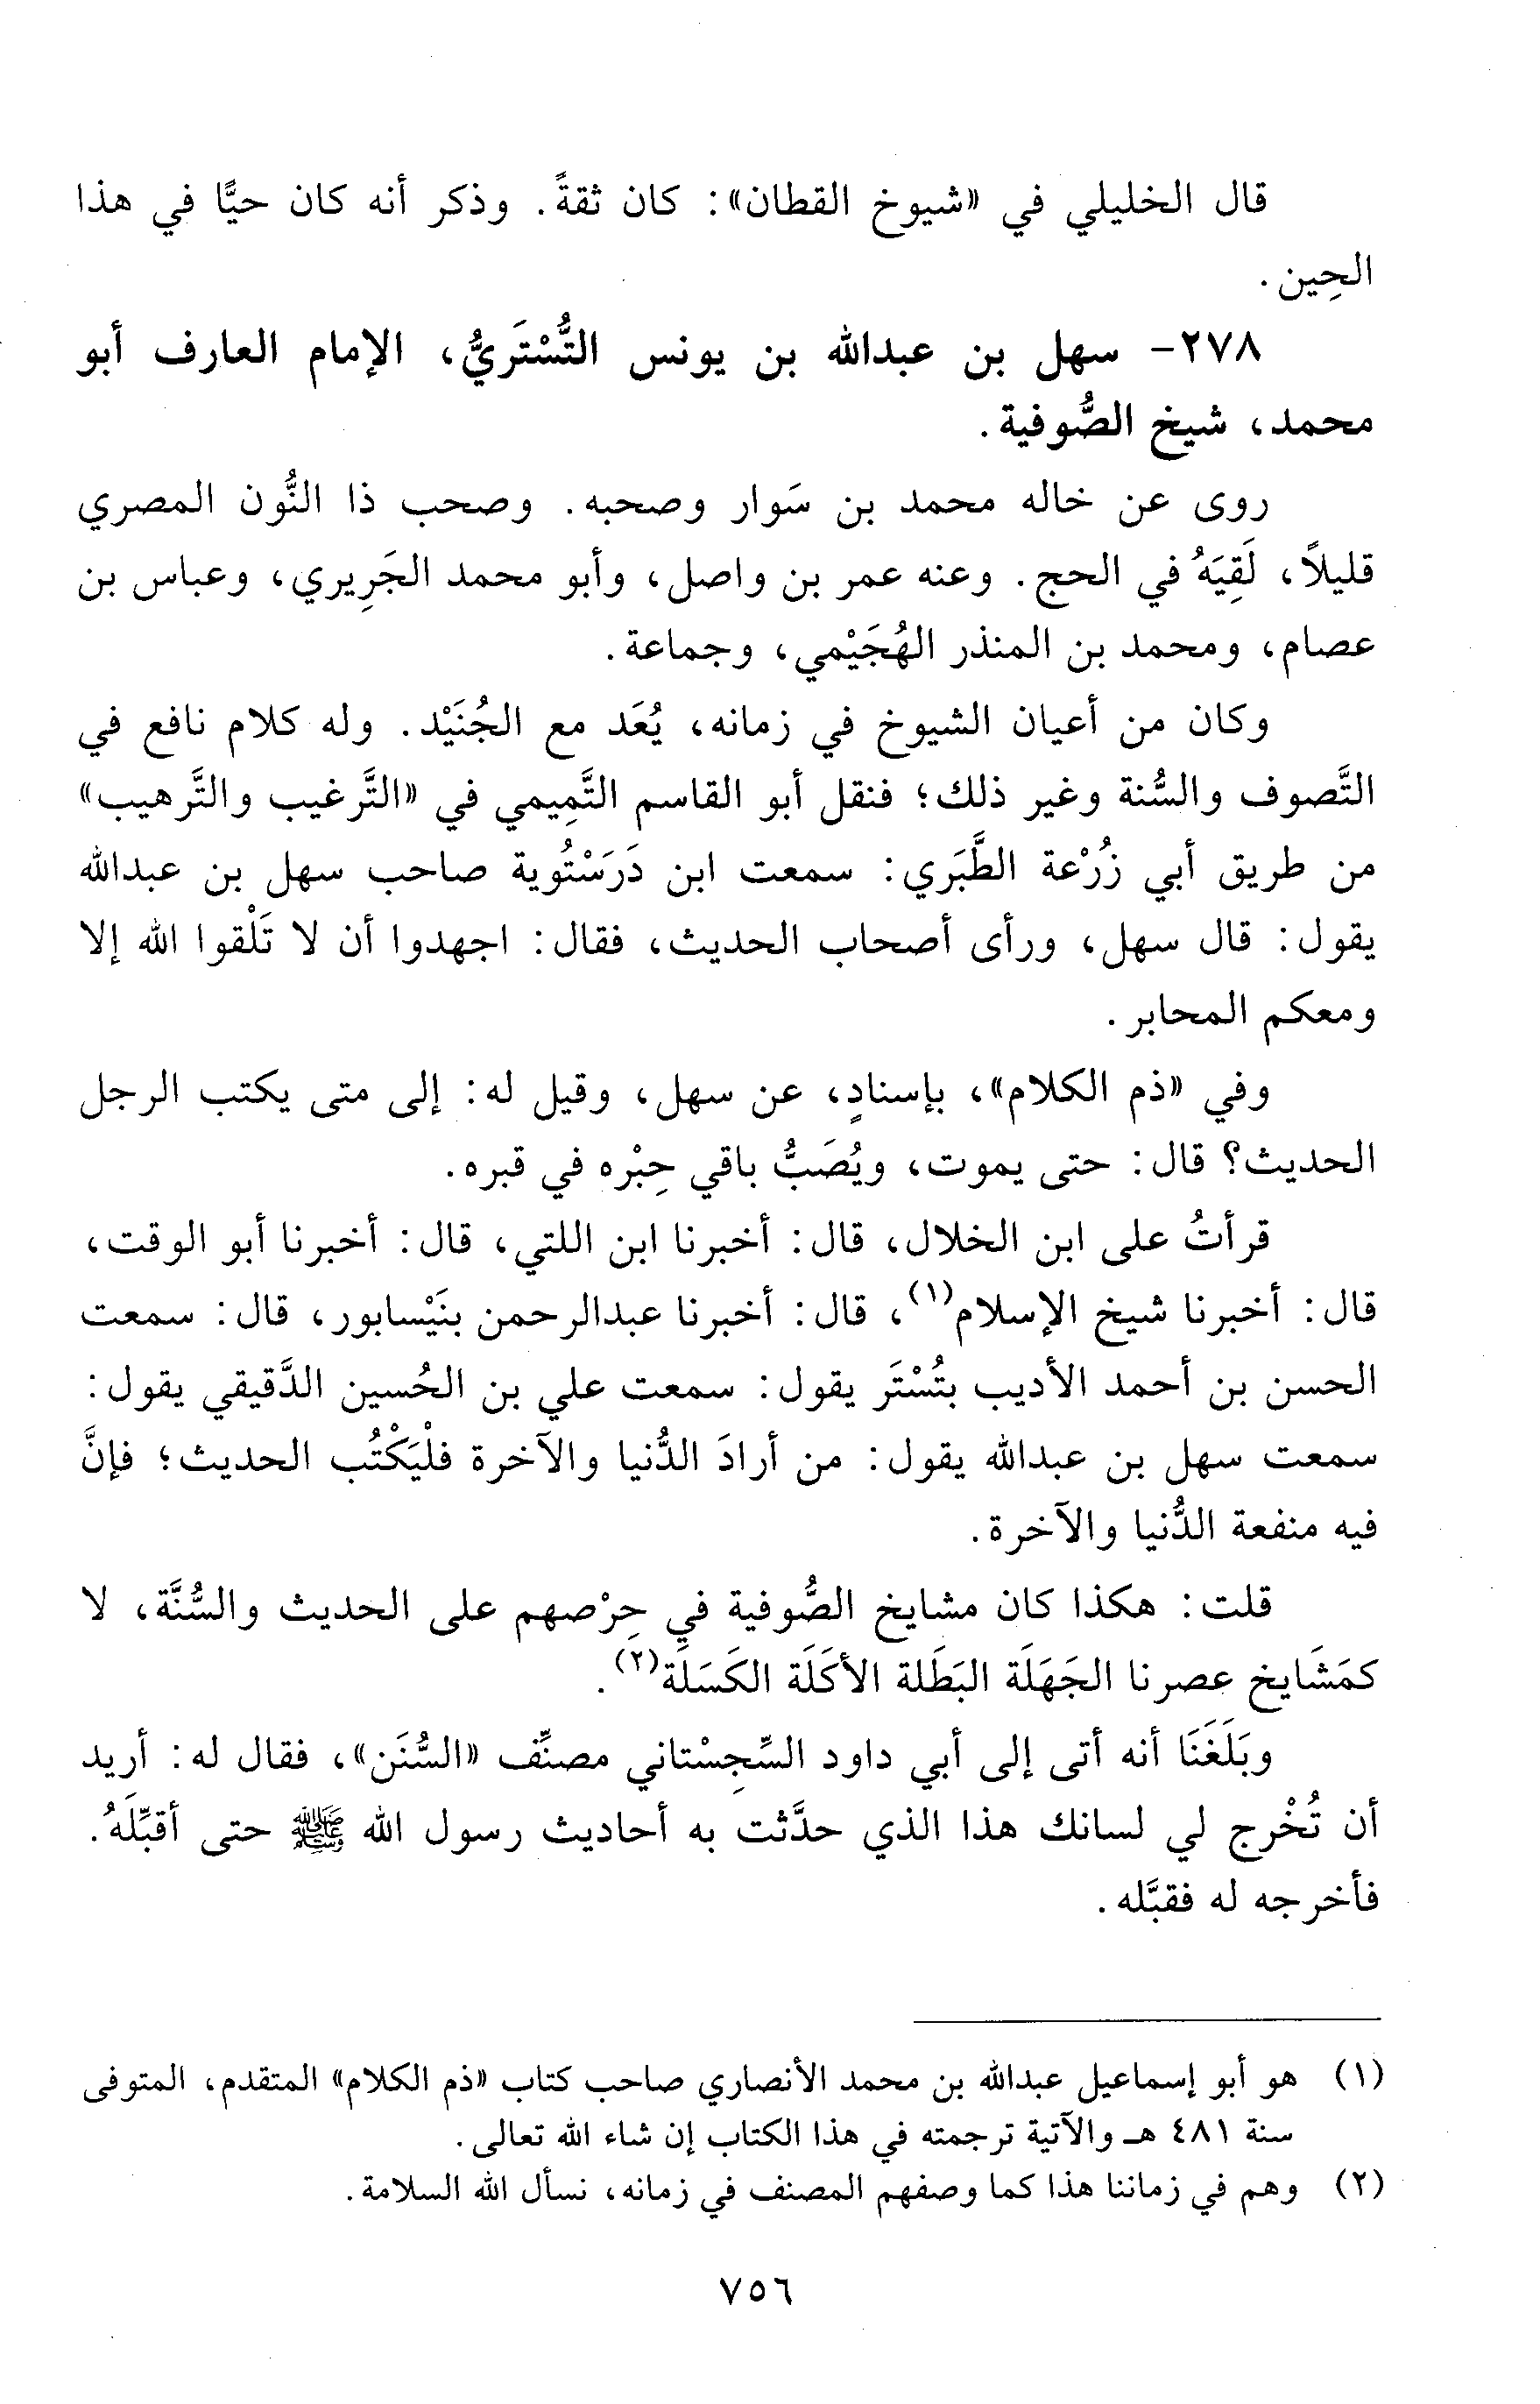 قال الخليلي في «شيوخ القطان»: كان ثقةً. وذكر أنه كان حيًّا في هذا
الحِين.
٢٧٨- سهل بن عبدالله بن يونس التُّسْتَريُّ، الإمام العارف أبو
محمد، شيخ الصُّوفية.
روى عن خاله محمد بن سَوار وصحبه. وصحب ذا النُّون المصري
قليلاً، لَقِيَهُ في الحج. وعنه عمر بن واصل، وأبو محمد الجَرِيري، وعباس بن
عصام، ومحمد بن المنذر الهُجَيْمي، وجماعة.
وكان من أعيان الشيوخ في زمانه، يُعَد مع الجُنَيْد. وله كلام نافع في
التَّصوف والسُّنة وغير ذلك؛ فنقل أبو القاسم التَّمِيمي في «التَّرغيب والتَّرهيب»
من طريق أبي زُرْعة الطَّبَري: سمعت ابن دَرَسْتُوية صاحب سهل بن عبدالله
يقول: قال سهل، ورأى أصحاب الحديث، فقال: اجهدوا أن لا تَلْقوا الله إلا
ومعكم المحابر.
وفي «ذم الكلام»، بإسنادٍ، عن سهل، وقيل له: إلى متى يكتب الرجل
الحديث؟ قال: حتى يموت، ويُصَبُّ باقي حِبْره في قبره.
قرأتُ على ابن الخلال، قال: أخبرنا ابن اللتي، قال: أخبرنا أبو الوقت،
قال: أخبرنا شيخ الإسلام(١)، قال: أخبرنا عبدالرحمن بنَيْسابور، قال: سمعت
الحسن بن أحمد الأديب بتُسْتَر يقول: سمعت علي بن الحُسين الدَّقيقي يقول:
سمعت سهل بن عبدالله يقول: من أرادَ الدُّنيا والآخرة فلْيَكْتُب الحديث؛ فإنَّ
فيه منفعة الدُّنيا والآخرة.
قلت: هكذا كان مشايخ الصُّوفية في حِرْصهم على الحديث والسُّنَّة، لا
كمَشَايخ عصرنا الجَهَلَة البَطَلة الأكَلَة الكَسَلَة(٢).
وبَلَغَنَا أنه أتى إلى أبي داود السِّجِسْتاني مصنِّف «السُّنَن»، فقال له: أريد
أن تُخْرج لي لسانك هذا الذي حدَّثت به أحاديث رسول الله ﷺ حتى أقبِّلَهُ.
فأخرجه له فقبَّله.
(١) هو أبو إسماعيل عبدالله بن محمد الأنصاري صاحب كتاب «ذم الكلام» المتقدم، المتوفى
سنة ٤٨١ هـ والآتية ترجمته في هذا الكتاب إن شاء الله تعالى.
(٢) وهم في زماننا هذا كما وصفهم المصنف في زمانه، نسأل الله السلامة.
٧٥٦